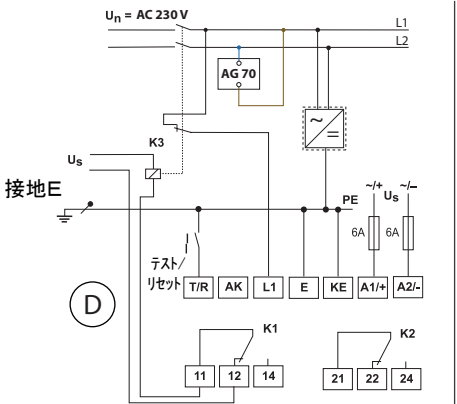 Un = AC 230 V
L1
L2
AG 70
~
=
K3
Us
接地E
PE
~/+ Us ~/–
6A 6A
テスト/
リセット
T/R AK L1 E KE A1/+ A2/-
D
K1
K2
11 12 14
21 22 24